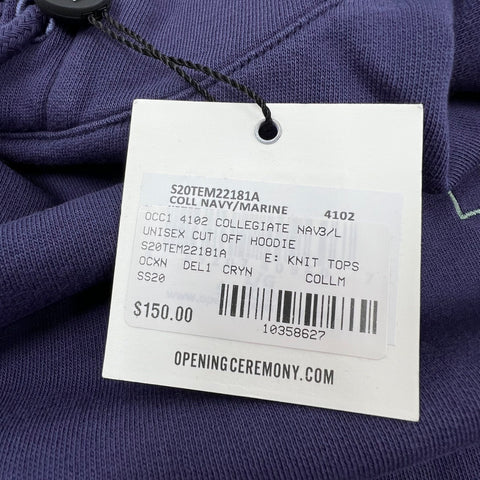 S20TEM22181A
COLL NAVY/MARINE 4102
OCC1 4102 COLLEGIATE NAV3/L
UNISEX CUT OFF HOODIE
S20TEM22181A E: KNIT TOPS
OCXN DEL1 CRYN COLLM
SS20
$150.00
10358627
OPENINGCEREMONY.COM